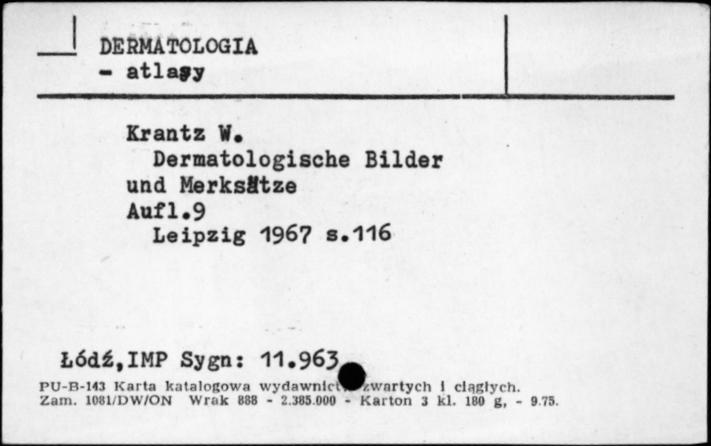 DERMATOLOGIA
- atlasy
Krantz W.
Dermatologische Bilder
und Merksätze
Aufl.9
Leipzig 1967 s.116
Łódź,IMP Sygn: 11.963
PU-B-143 Karta katalogowa wydawnictw zwartych i ciągłych.
Zam. 1081/DW/ON Wrak 888 - 2.385.000 - Karton 3 kl. 180 g, - 9.75.